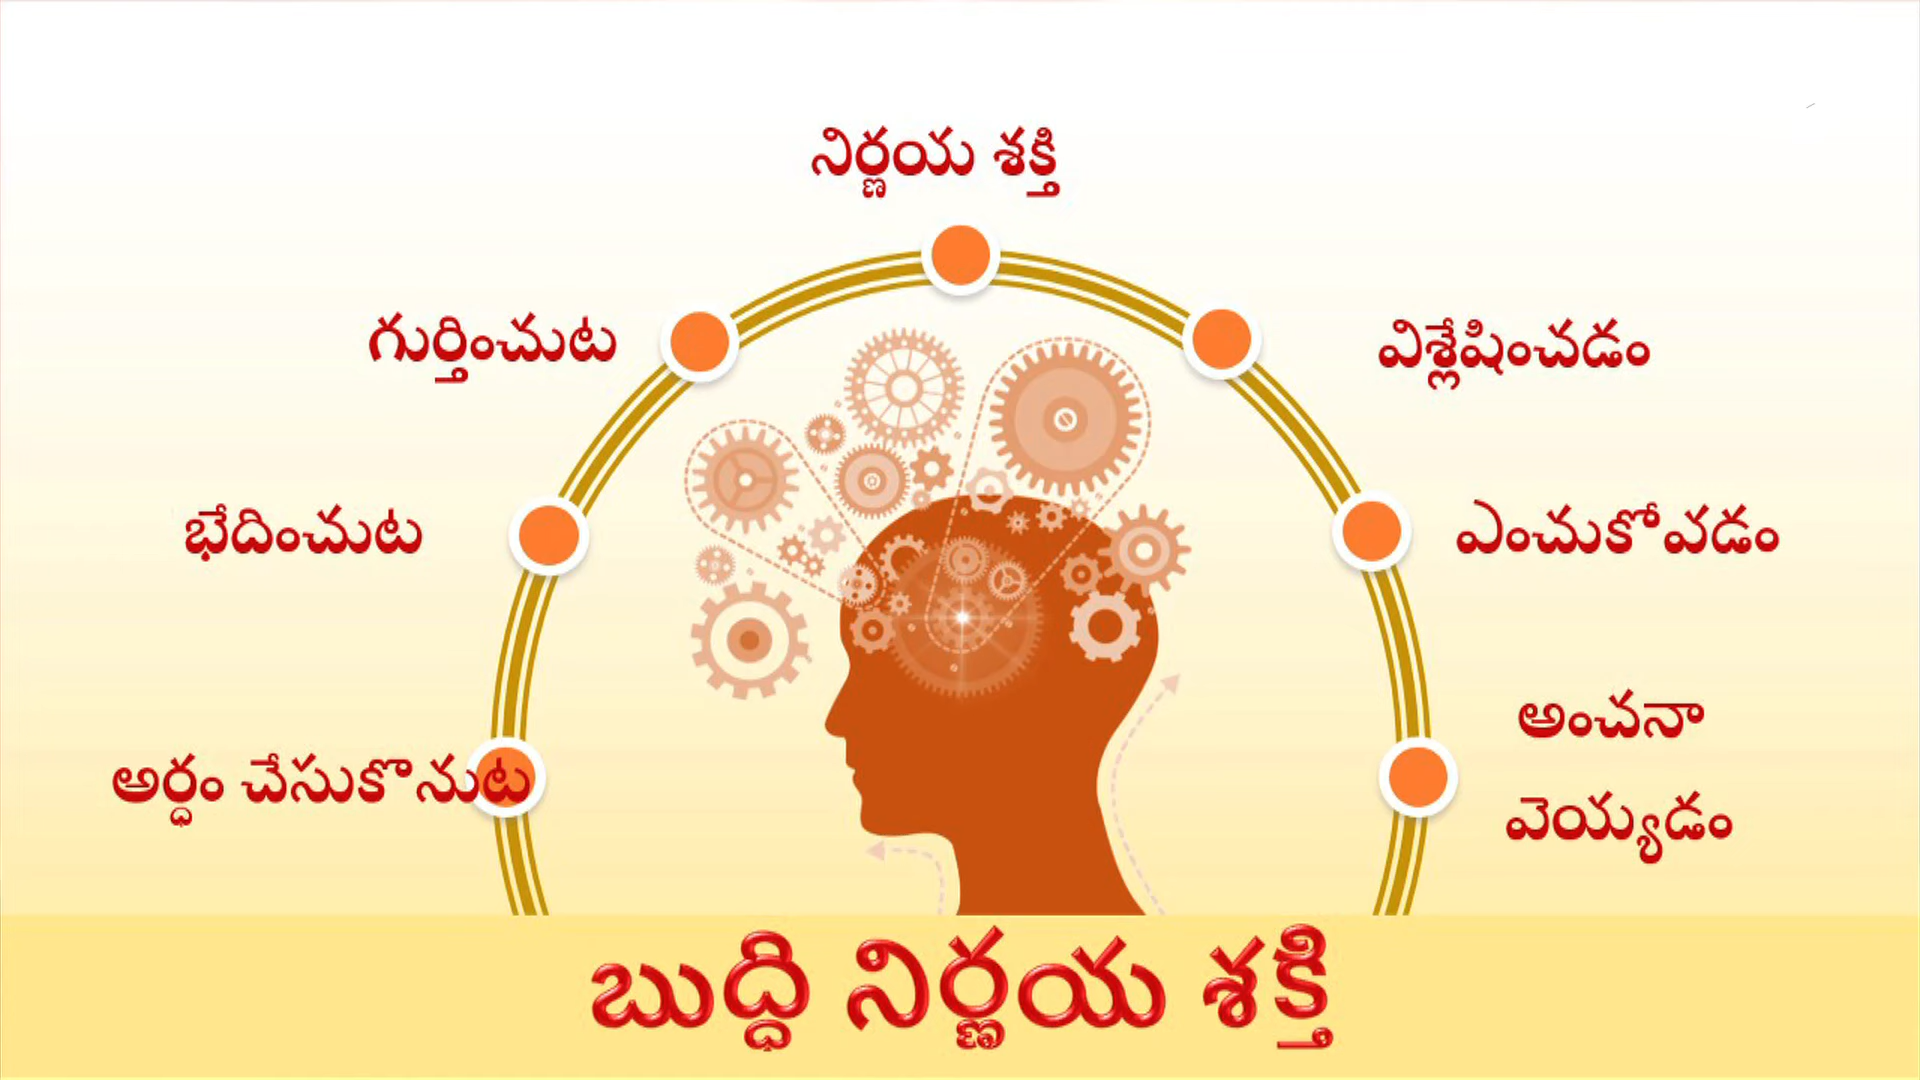 నిర్ణయ శక్తి
గుర్తించుట
విశ్లేషించడం
భేదించుట
ఎంచుకోవడం
అర్ధం చేసుకొనుట
అంచనా
వెయ్యడం
బుద్ధి నిర్ణయ శక్తి